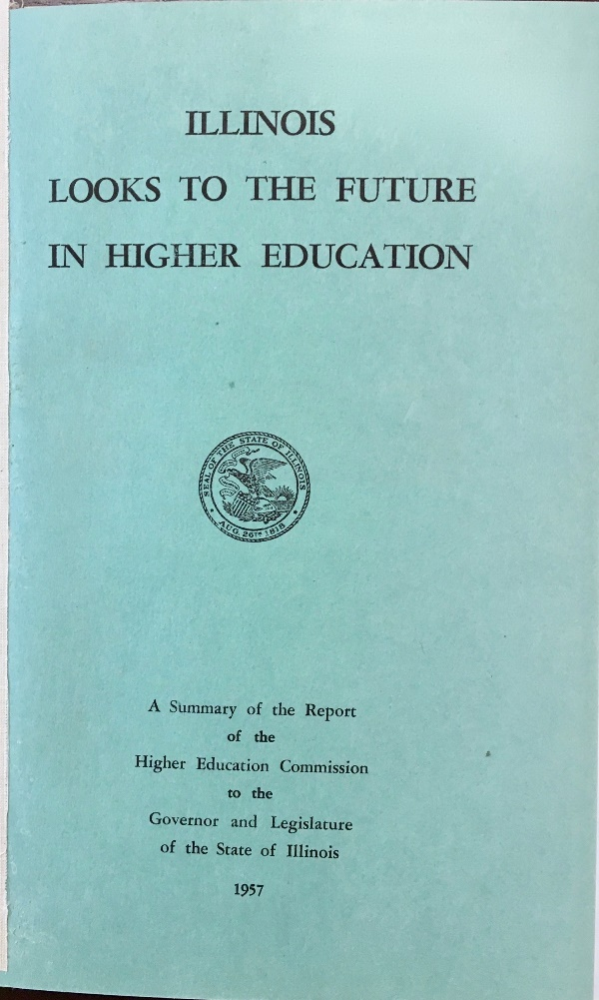 ILLINOIS
LOOKS TO THE FUTURE
IN HIGHER EDUCATION
SEAL OF THE STATE OF ILLINOIS
AUG. 26TH 1818
A Summary of the Report
of the
Higher Education Commission
to the
Governor and Legislature
of the State of Illinois
1957